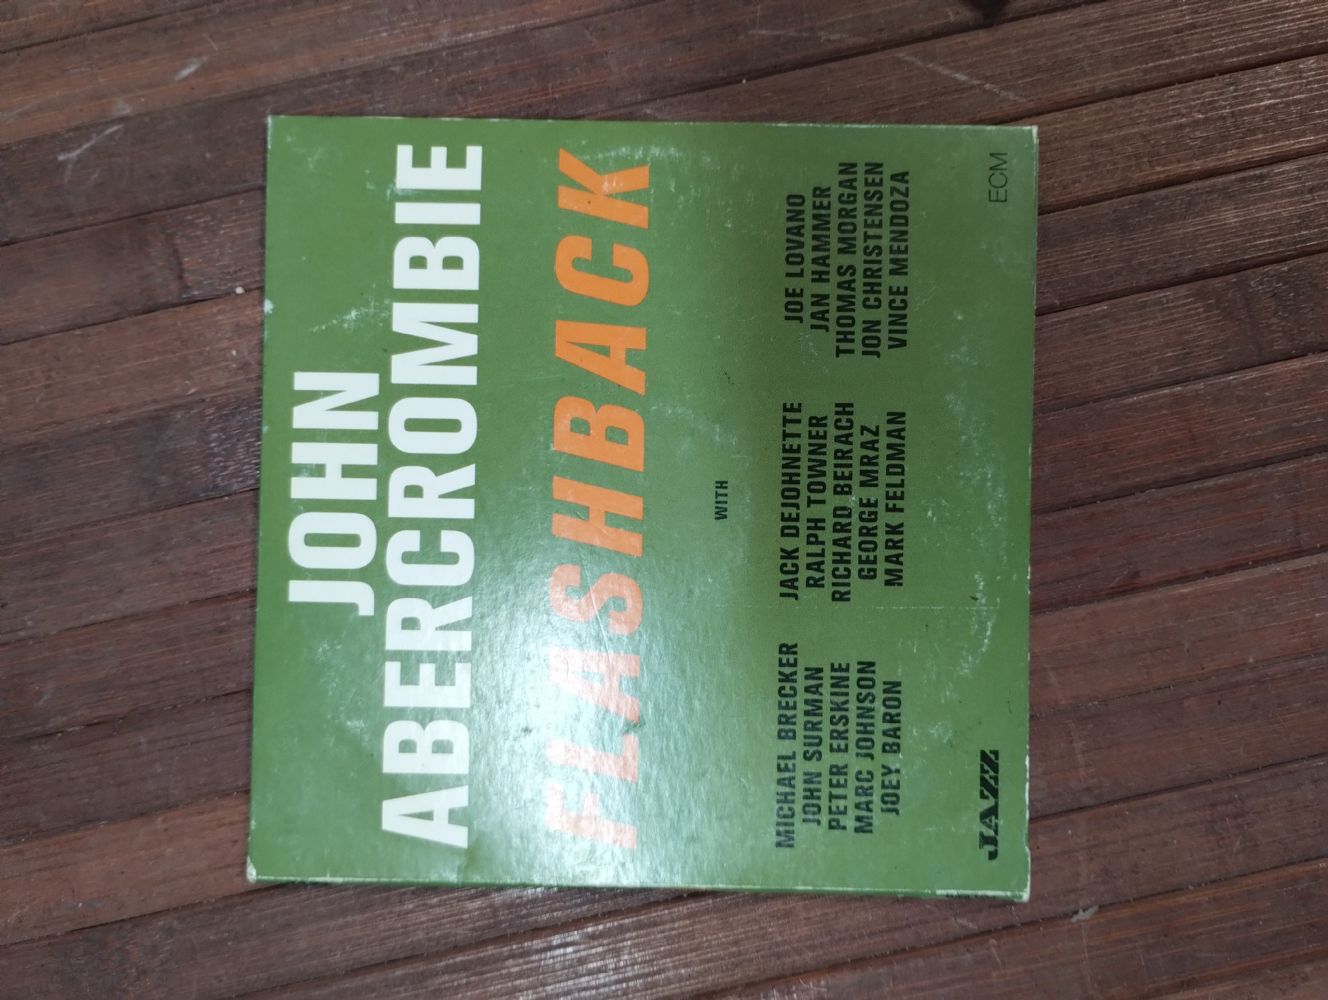 JOHN
ABERCROMBIE
FLASHBACK
WITH
MICHAEL BRECKER
JOHN SURMAN
PETER ERSKINE
MARC JOHNSON
JOEY BARON
JACK DEJOHNETTE
RALPH TOWNER
RICHARD BEIRACH
GEORGE MRAZ
MARK FELDMAN
JOE LOVANO
JAN HAMMER
THOMAS MORGAN
JON CHRISTENSEN
VINCE MENDOZA
JAZZ
ECM